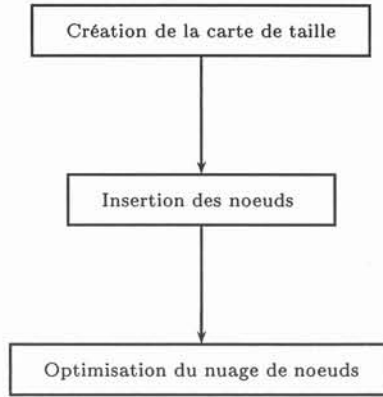 Création de la carte de taille
Insertion des noeuds
Optimisation du nuage de noeuds